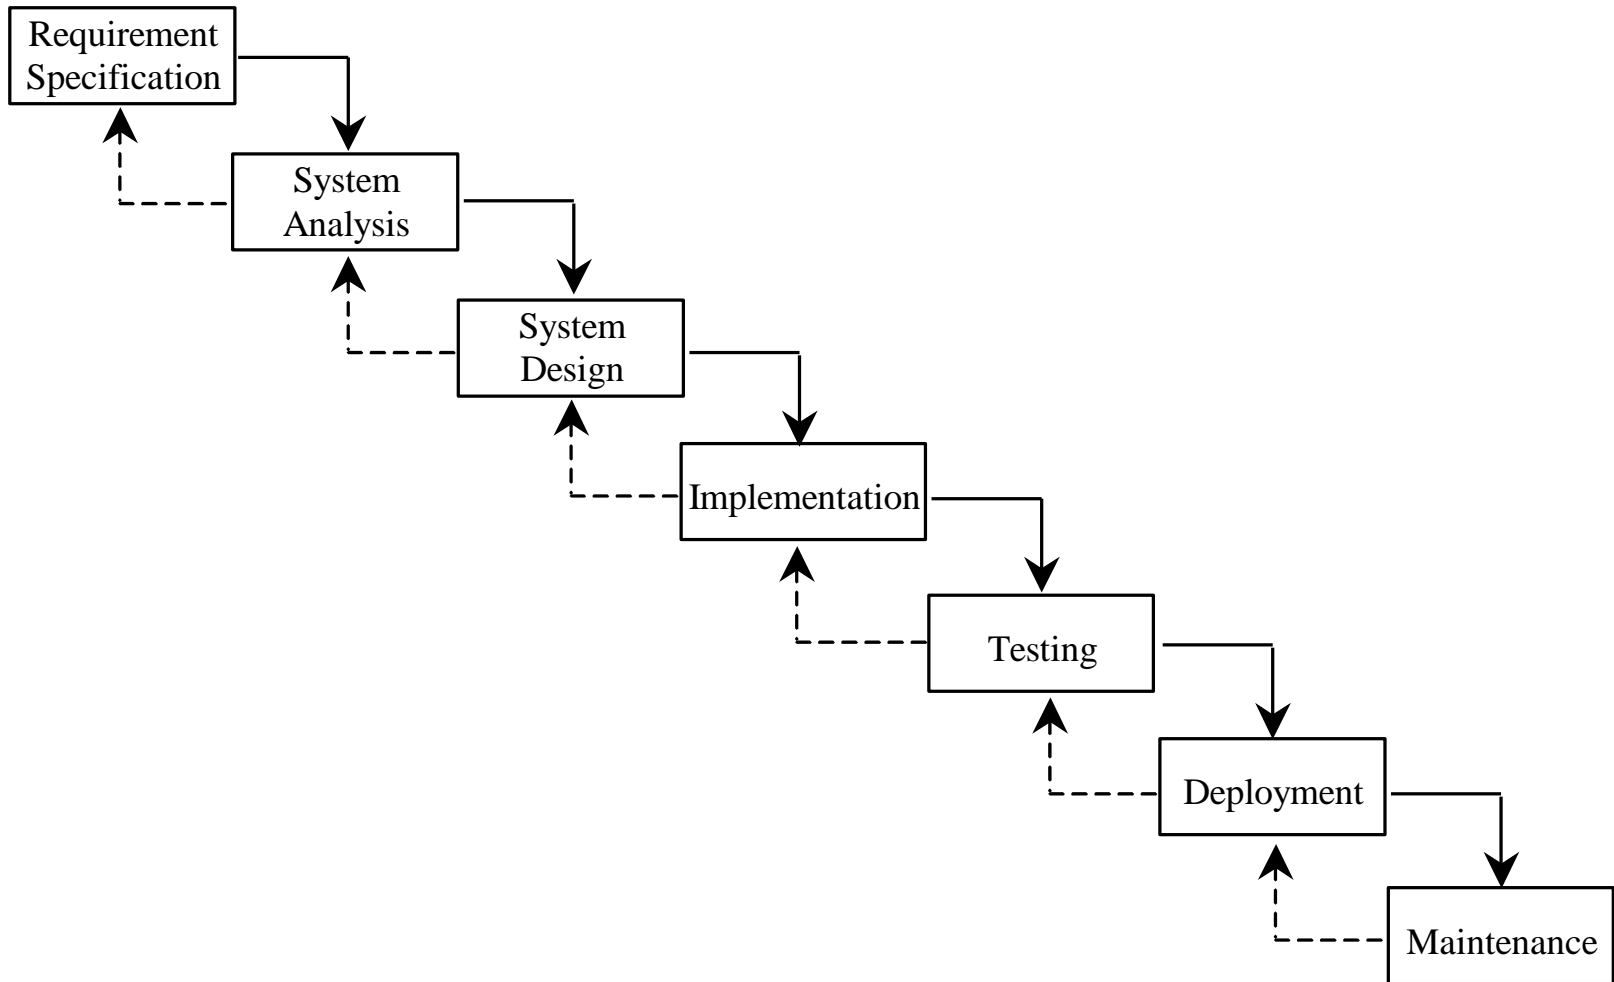 Requirement
Specification
System
Analysis
System
Design
Implementation
Testing
Deployment
Maintenance